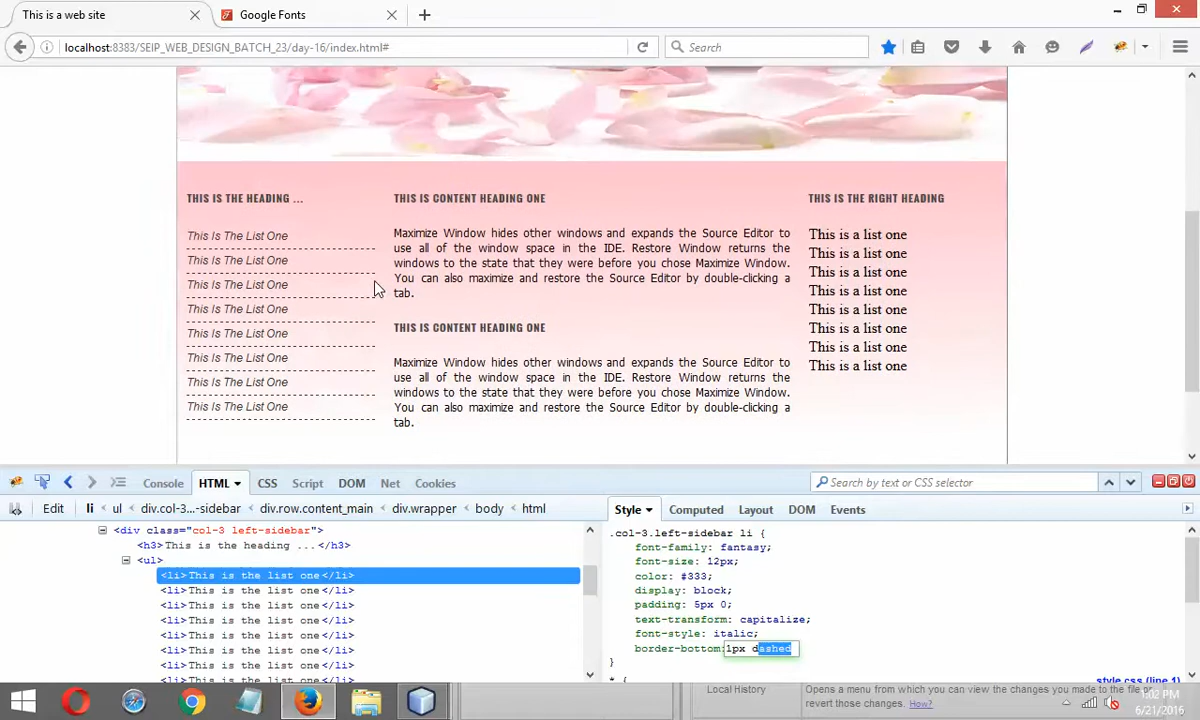 This is a web site
Google Fonts
localhost:8383/SEIP_WEB_DESIGN_BATCH_23/day-16/index.html#
Search
THIS IS THE HEADING ...
This Is The List One
This Is The List One
This Is The List One
This Is The List One
This Is The List One
This Is The List One
This Is The List One
This Is The List One
THIS IS CONTENT HEADING ONE
Maximize Window hides other windows and expands the Source Editor to
use all of the window space in the IDE. Restore Window returns the
windows to the state that they were before you chose Maximize Window.
You can also maximize and restore the Source Editor by double-clicking a
tab.
THIS IS CONTENT HEADING ONE
Maximize Window hides other windows and expands the Source Editor to
use all of the window space in the IDE. Restore Window returns the
windows to the state that they were before you chose Maximize Window.
You can also maximize and restore the Source Editor by double-clicking a
tab.
THIS IS THE RIGHT HEADING
This is a list one
This is a list one
This is a list one
This is a list one
This is a list one
This is a list one
This is a list one
This is a list one
Console HTML CSS Script DOM Net Cookies
Search by text or CSS selector
Edit li < ul < div.col-3...-sidebar < div.row.content_main < div.wrapper < body < html
<div class="col-3 left-sidebar">
<h3>This is the heading ...</h3>
<ul>
<li>This is the list one</li>
<li>This is the list one</li>
<li>This is the list one</li>
<li>This is the list one</li>
<li>This is the list one</li>
<li>This is the list one</li>
<li>This is the list one</li>
<li>This is the list one</li>
Style Computed Layout DOM Events
.col-3.left-sidebar li {
font-family: fantasy;
font-size: 12px;
color: #333;
display: block;
padding: 5px 0;
text-transform: capitalize;
font-style: italic;
border-bottom: 1px dashed
}
* {
style.css (line 1)
Local History
Opens a menu from which you can view the changes you made to the file or
revert those changes. How?
1:02 PM
6/21/2016